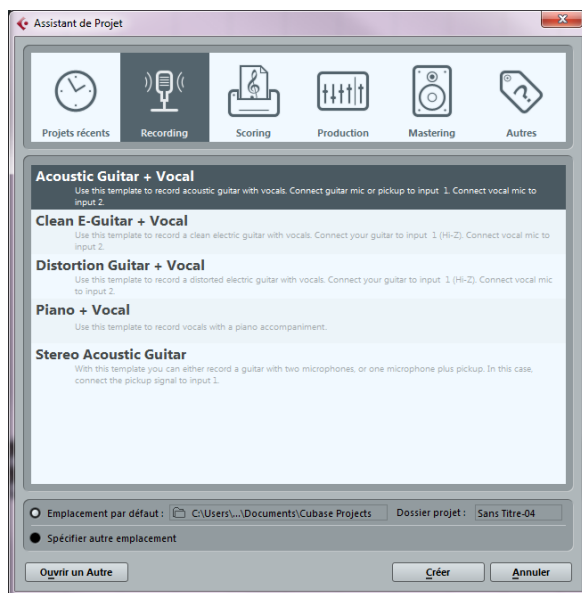 Assistant de Projet
Projets récents
Recording
Scoring
Production
Mastering
Autres
Acoustic Guitar + Vocal
Use this template to record acoustic guitar with vocals. Connect guitar mic or pickup to input 1. Connect vocal mic to
input 2.
Clean E-Guitar + Vocal
Use this template to record a clean electric guitar with vocals. Connect your guitar to input 1 (Hi-Z). Connect vocal mic to
input 2.
Distortion Guitar + Vocal
Use this template to record a distorted electric guitar with vocals. Connect your guitar to input 1 (Hi-Z). Connect vocal mic
to input 2.
Piano + Vocal
Use this template to record vocals with a piano accompaniment.
Stereo Acoustic Guitar
With this template you can either record a guitar with two microphones, or one microphone plus pickup. In this case,
connect the pickup signal to input 1.
Emplacement par défaut : C:\Users\...\Documents\Cubase Projects Dossier projet : Sans Titre-04
Spécifier autre emplacement
Ouvrir un Autre Créer Annuler